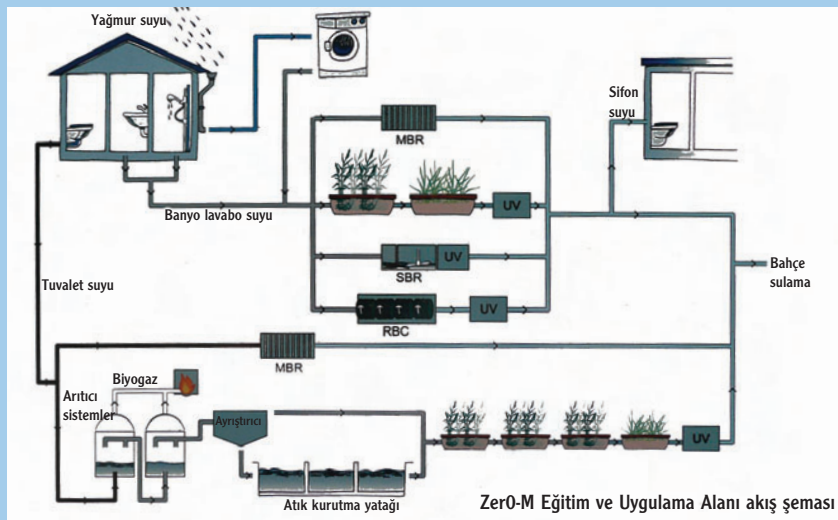 Yağmur suyu
Sifon
suyu
MBR
UV
Banyo lavabo suyu
UV
SBR
Bahçe
sulama
Tuvalet suyu
UV
RBC
MBR
Biyogaz
Arıtıcı
sistemler
Ayrıştırıcı
UV
Atık kurutma yatağı
Zer0-M Eğitim ve Uygulama Alanı akış şeması